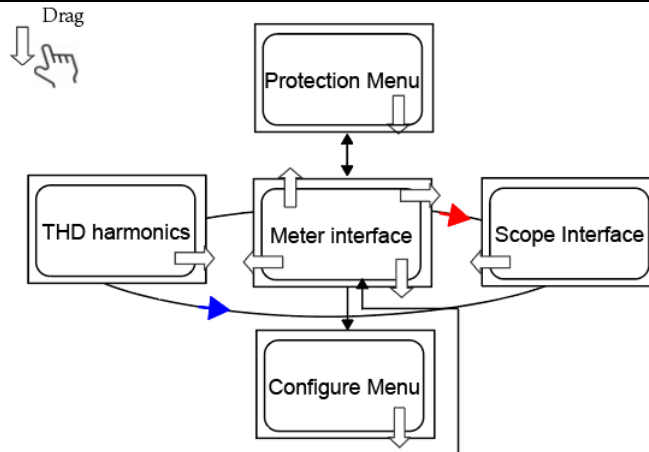 Drag
Protection Menu
THD harmonics
Meter interface
Scope Interface
Configure Menu